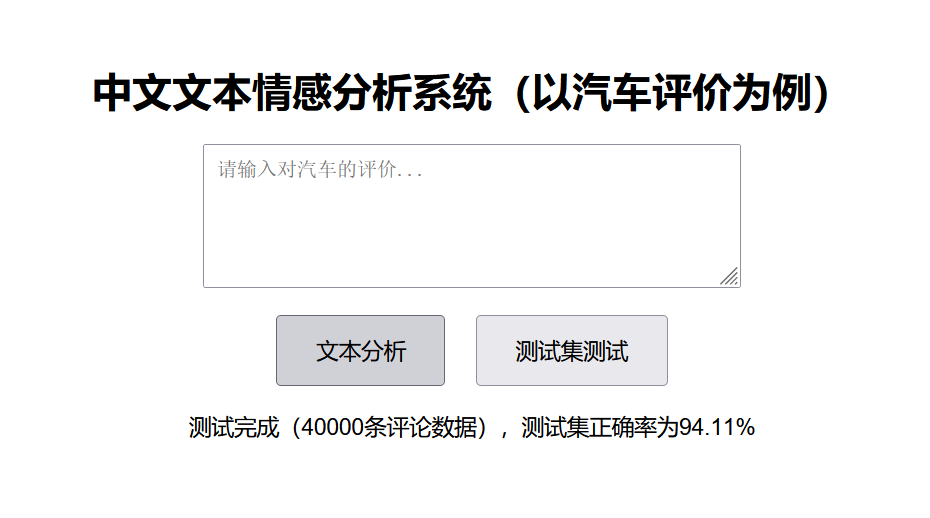 中文文本情感分析系统（以汽车评价为例）
请输入对汽车的评价...
文本分析 测试集测试
测试完成（40000条评论数据），测试集正确率为94.11%